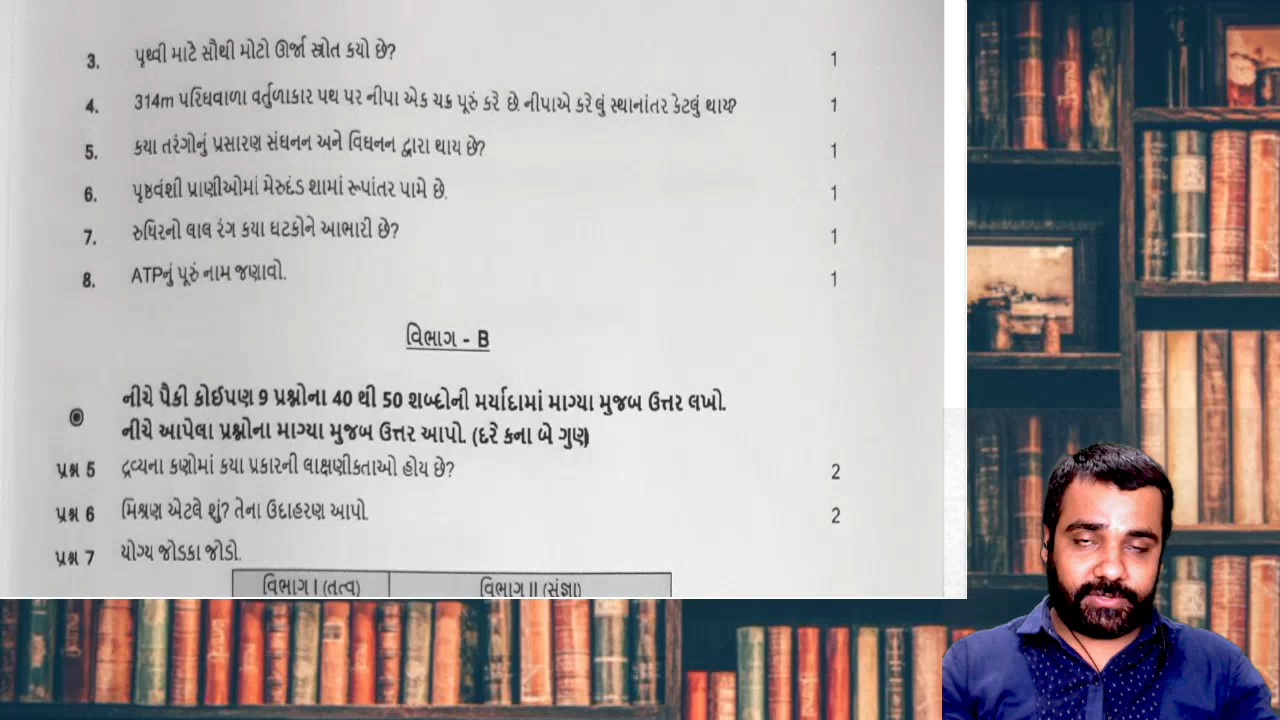 3. પૃથ્વી માટે સૌથી મોટો ઊર્જા સ્ત્રોત કયો છે? 1
4. 314m પરિઘવાળા વર્તુળાકાર પથ પર નીપા એક ચક્ર પૂરું કરે છે. નીપાએ કરેલું સ્થાનાંતર કેટલું થાય? 1
5. કયા તરંગોનું પ્રસારણ સંઘનન અને વિઘનન દ્વારા થાય છે? 1
6. પૃષ્ઠવંશી પ્રાણીઓમાં મેરુદંડ શામાં રૂપાંતર પામે છે. 1
7. રુધિરનો લાલ રંગ કયા ઘટકોને આભારી છે? 1
8. ATPનું પૂરું નામ જણાવો. 1
વિભાગ - B
નીચે પૈકી કોઈપણ 9 પ્રશ્નોના 40 થી 50 શબ્દોની મર્યાદામાં માગ્યા મુજબ ઉત્તર લખો.
નીચે આપેલા પ્રશ્નોના માગ્યા મુજબ ઉત્તર આપો. (દરેકના બે ગુણ)
પ્રશ્ન 5 દ્રવ્યના કણોમાં કયા પ્રકારની લાક્ષણીકતાઓ હોય છે? 2
પ્રશ્ન 6 મિશ્રણ એટલે શું? તેના ઉદાહરણ આપો. 2
પ્રશ્ન 7 યોગ્ય જોડકા જોડો.
વિભાગ I (તત્વ) વિભાગ II (સંજ્ઞા)